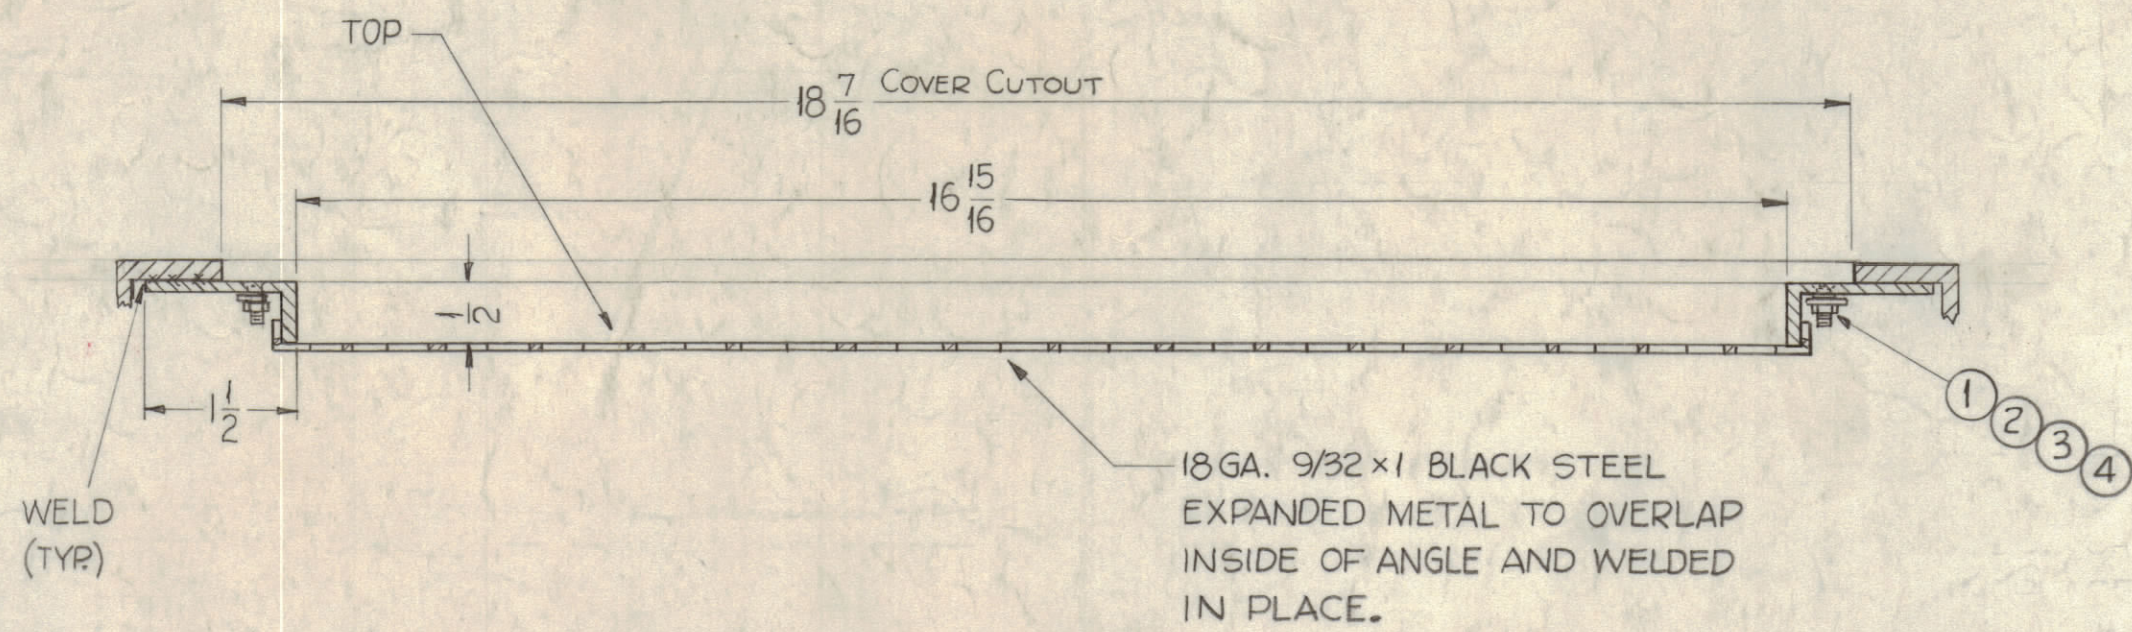 TOP
18 7/16 COVER CUTOUT
16 15/16
1/2
1 1/2
WELD
(TYP.)
18 GA. 9/32 x 1 BLACK STEEL
EXPANDED METAL TO OVERLAP
INSIDE OF ANGLE AND WELDED
IN PLACE.
1
2
3
4